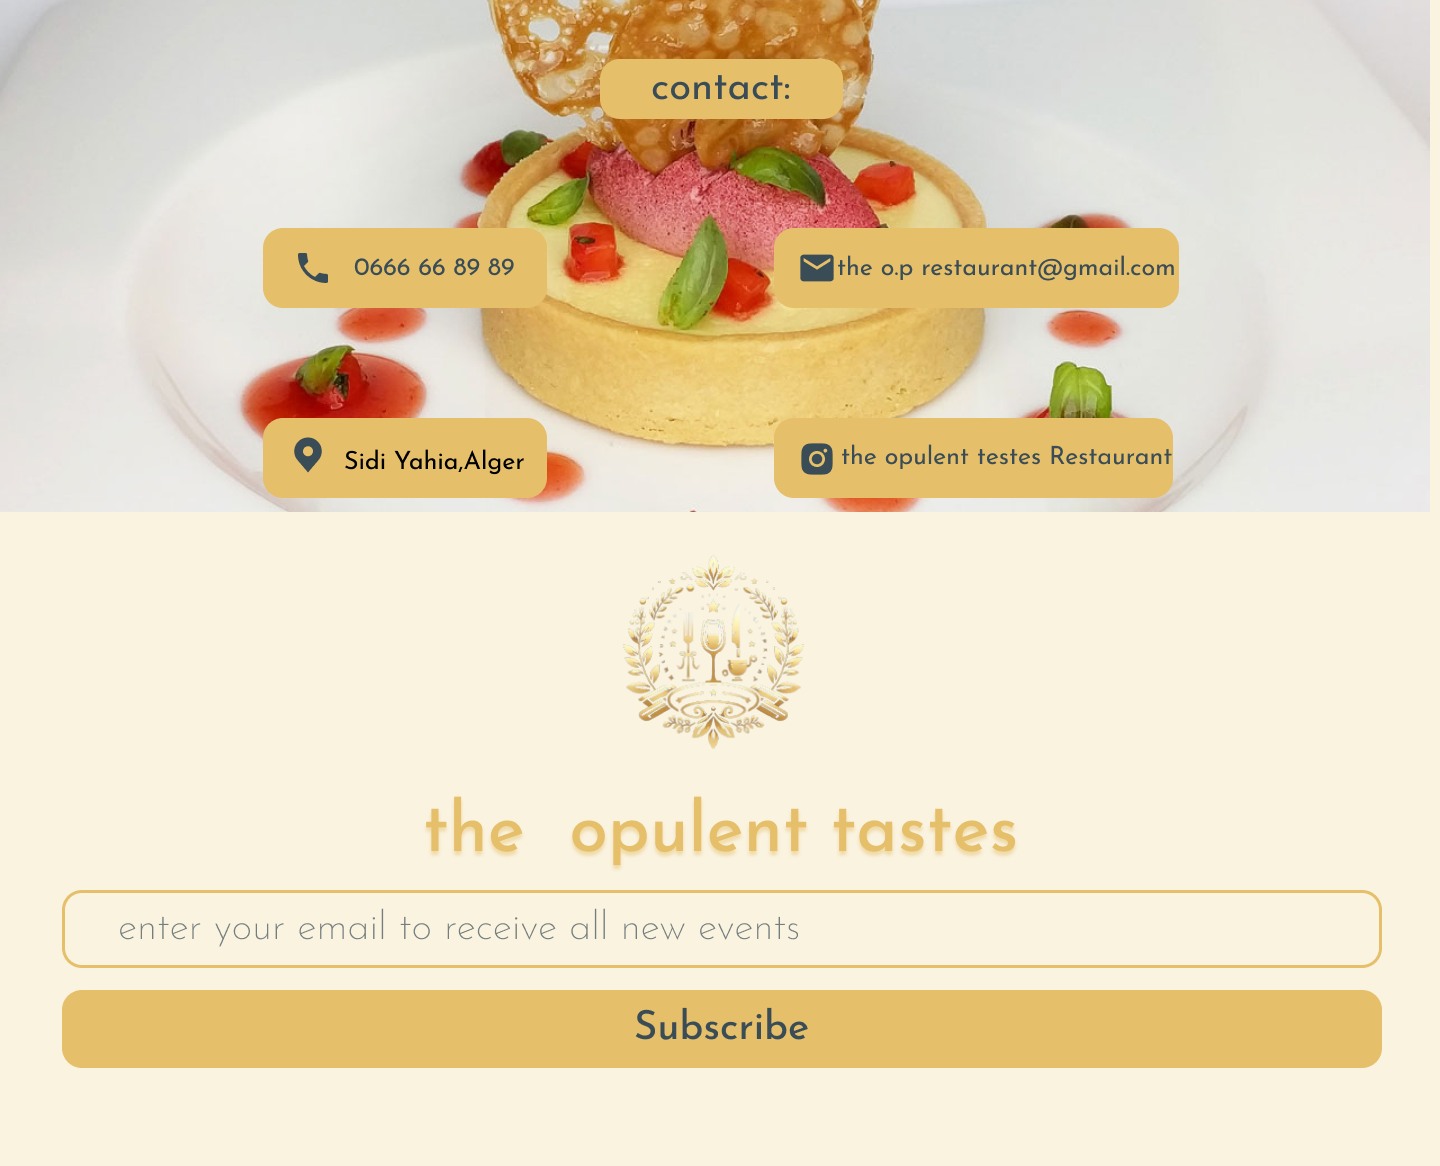 contact:
0666 66 89 89
the o.p restaurant@gmail.com
Sidi Yahia,Alger
the opulent testes Restaurant
the opulent tastes
enter your email to receive all new events
Subscribe